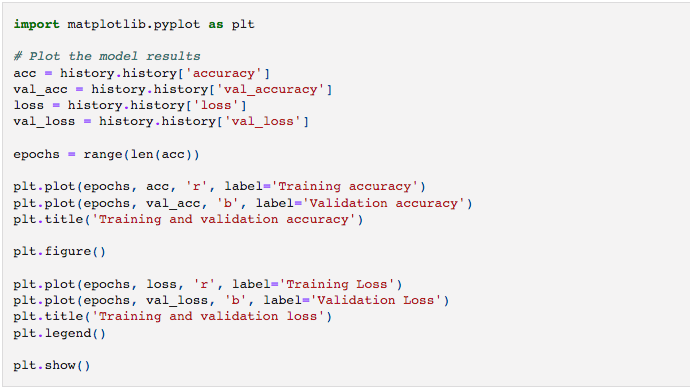 import matplotlib.pyplot as plt
# Plot the model results
acc = history.history['accuracy']
val_acc = history.history['val_accuracy']
loss = history.history['loss']
val_loss = history.history['val_loss']
epochs = range(len(acc))
plt.plot(epochs, acc, 'r', label='Training accuracy')
plt.plot(epochs, val_acc, 'b', label='Validation accuracy')
plt.title('Training and validation accuracy')
plt.figure()
plt.plot(epochs, loss, 'r', label='Training Loss')
plt.plot(epochs, val_loss, 'b', label='Validation Loss')
plt.title('Training and validation loss')
plt.legend()
plt.show()